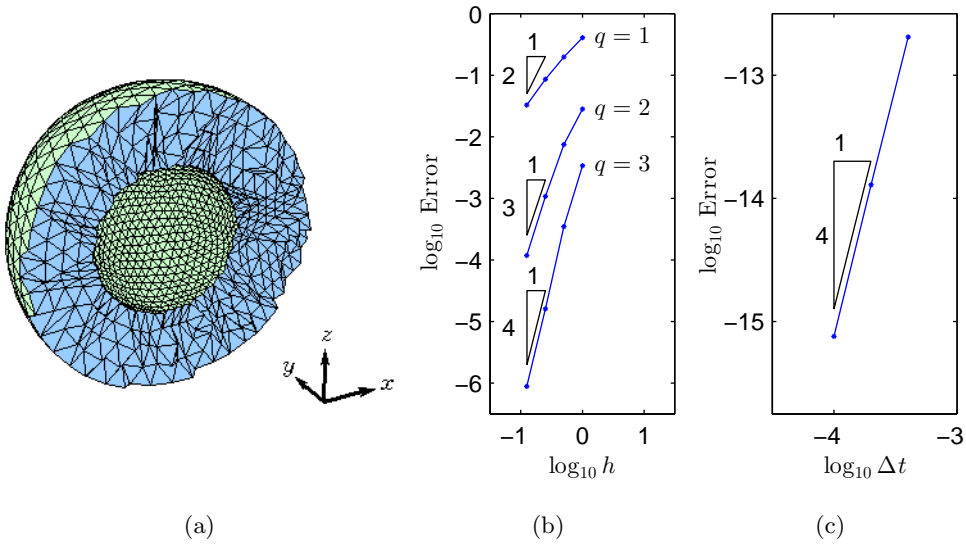 z
y
x
(a)
0
−1
−2
−3
−4
−5
−6
−1
0
1
log₁₀ Error
log₁₀ h
q = 1
q = 2
q = 3
1
2
1
3
1
4
(b)
−13
−14
−15
−4
−3
log₁₀ Error
log₁₀ Δt
1
4
(c)